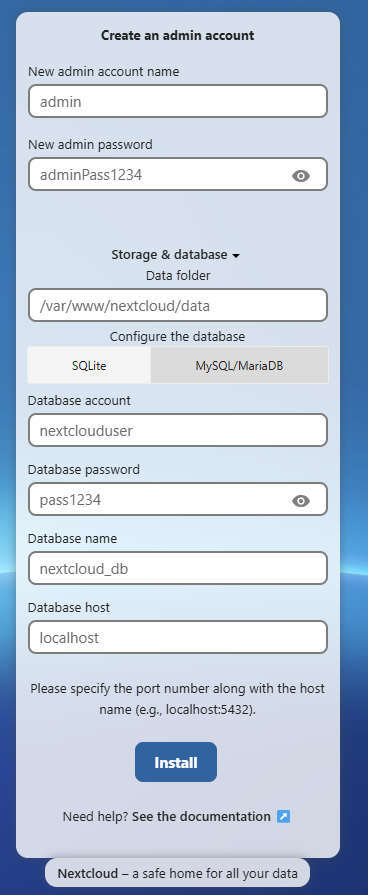 Create an admin account
New admin account name
admin
New admin password
adminPass1234
Storage & database
Data folder
/var/www/nextcloud/data
Configure the database
SQLite MySQL/MariaDB
Database account
nextclouduser
Database password
pass1234
Database name
nextcloud_db
Database host
localhost
Please specify the port number along with the host
name (e.g., localhost:5432).
Install
Need help? See the documentation
Nextcloud – a safe home for all your data